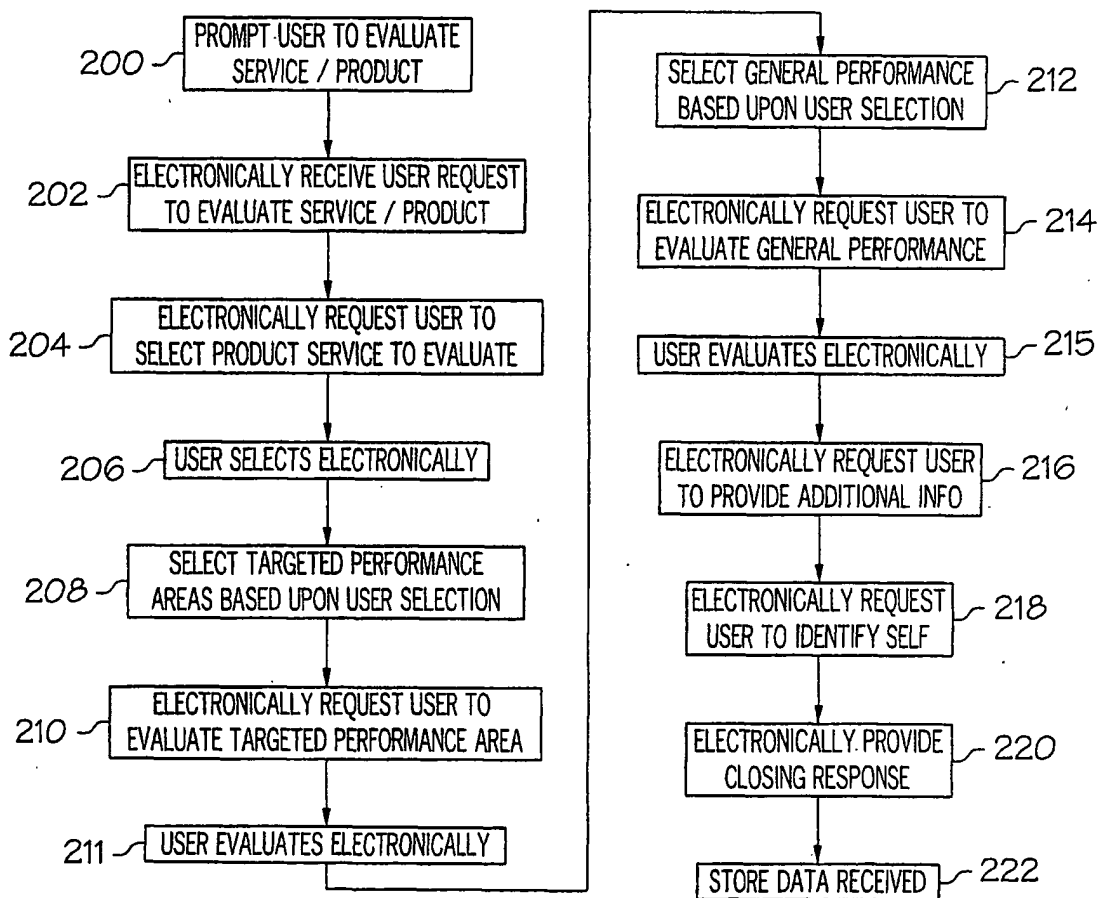 200
PROMPT USER TO EVALUATE
SERVICE / PRODUCT
202
ELECTRONICALLY RECEIVE USER REQUEST
TO EVALUATE SERVICE / PRODUCT
204
ELECTRONICALLY REQUEST USER TO
SELECT PRODUCT SERVICE TO EVALUATE
206
USER SELECTS ELECTRONICALLY
208
SELECT TARGETED PERFORMANCE
AREAS BASED UPON USER SELECTION
210
ELECTRONICALLY REQUEST USER TO
EVALUATE TARGETED PERFORMANCE AREA
211
USER EVALUATES ELECTRONICALLY
SELECT GENERAL PERFORMANCE
BASED UPON USER SELECTION
212
ELECTRONICALLY REQUEST USER TO
EVALUATE GENERAL PERFORMANCE
214
USER EVALUATES ELECTRONICALLY
215
ELECTRONICALLY REQUEST USER
TO PROVIDE ADDITIONAL INFO
216
ELECTRONICALLY REQUEST
USER TO IDENTIFY SELF
218
ELECTRONICALLY PROVIDE
CLOSING RESPONSE
220
STORE DATA RECEIVED
222